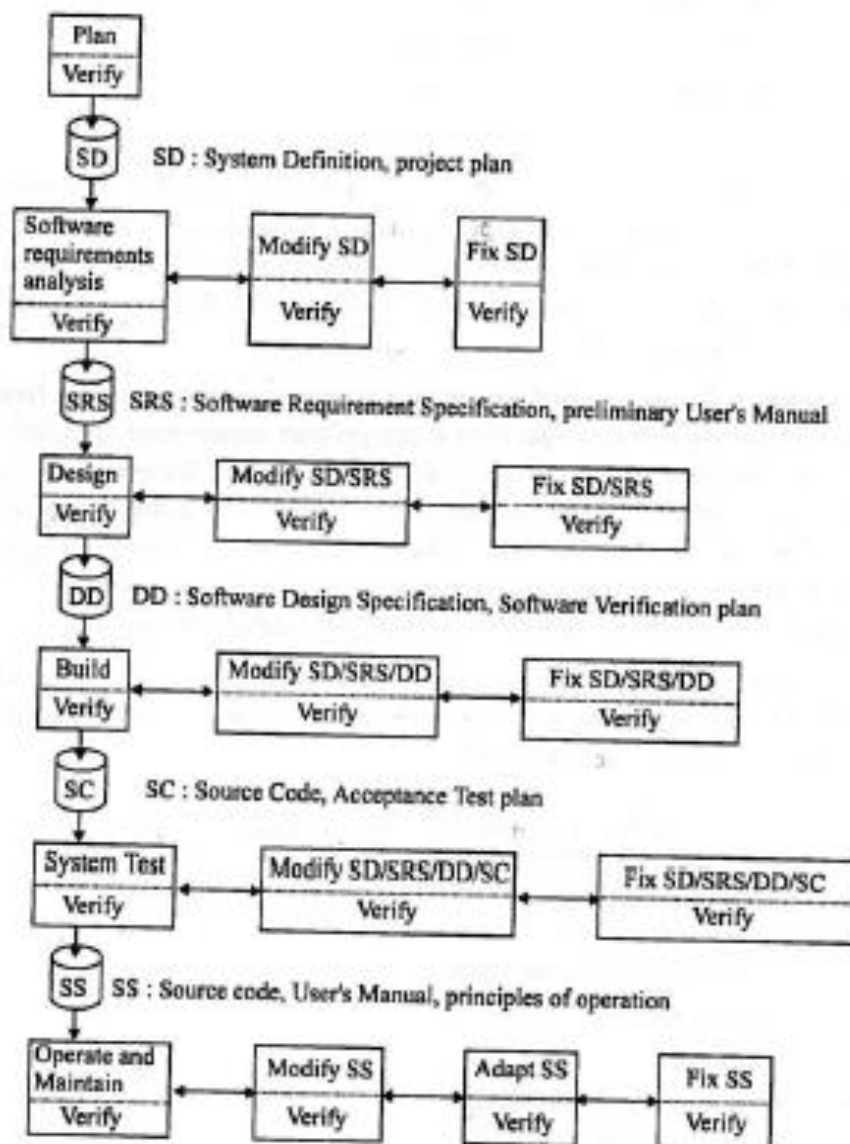 Plan
Verify
SD
SD : System Definition, project plan
Software
requirements
analysis
Verify
Modify SD
Verify
Fix SD
Verify
SRS
SRS : Software Requirement Specification, preliminary User's Manual
Design
Verify
Modify SD/SRS
Verify
Fix SD/SRS
Verify
DD
DD : Software Design Specification, Software Verification plan
Build
Verify
Modify SD/SRS/DD
Verify
Fix SD/SRS/DD
Verify
SC
SC : Source Code, Acceptance Test plan
System Test
Verify
Modify SD/SRS/DD/SC
Verify
Fix SD/SRS/DD/SC
Verify
SS
SS : Source code, User's Manual, principles of operation
Operate and
Maintain
Verify
Modify SS
Verify
Adapt SS
Verify
Fix SS
Verify